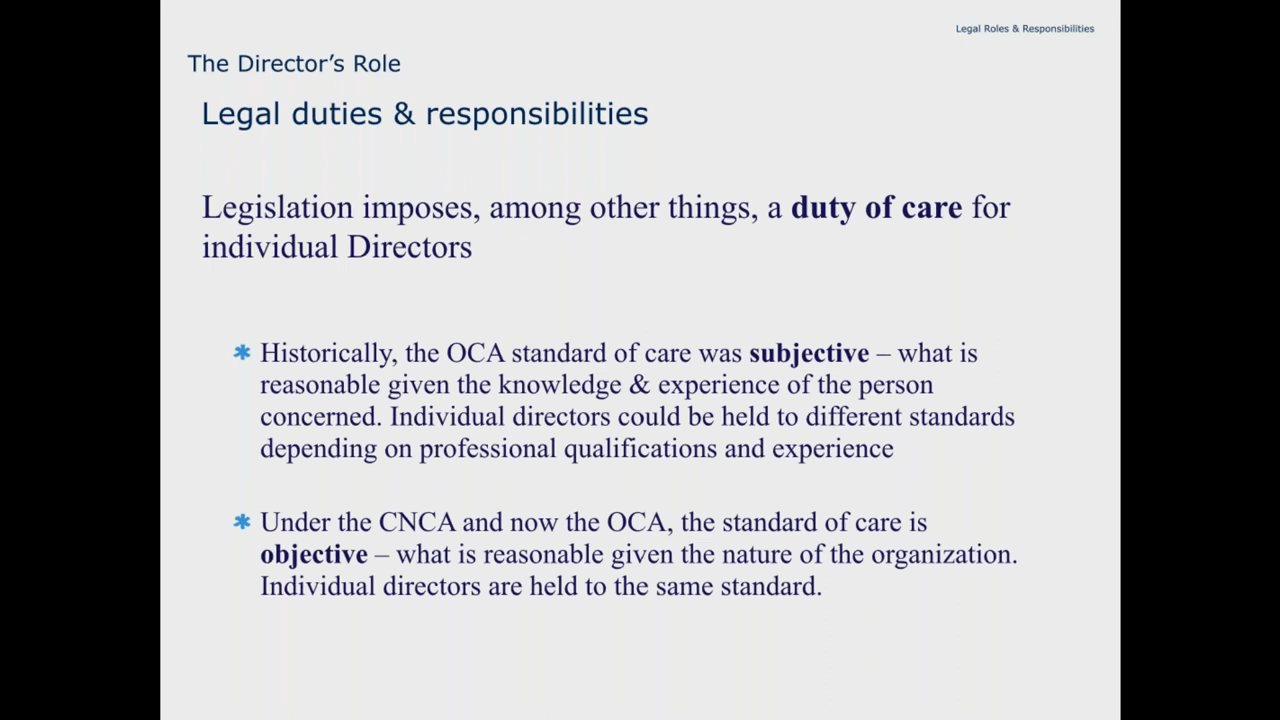 Legal Roles & Responsibilities
The Director’s Role
Legal duties & responsibilities
Legislation imposes, among other things, a duty of care for
individual Directors
✱ Historically, the OCA standard of care was subjective – what is
reasonable given the knowledge & experience of the person
concerned. Individual directors could be held to different standards
depending on professional qualifications and experience
✱ Under the CNCA and now the OCA, the standard of care is
objective – what is reasonable given the nature of the organization.
Individual directors are held to the same standard.